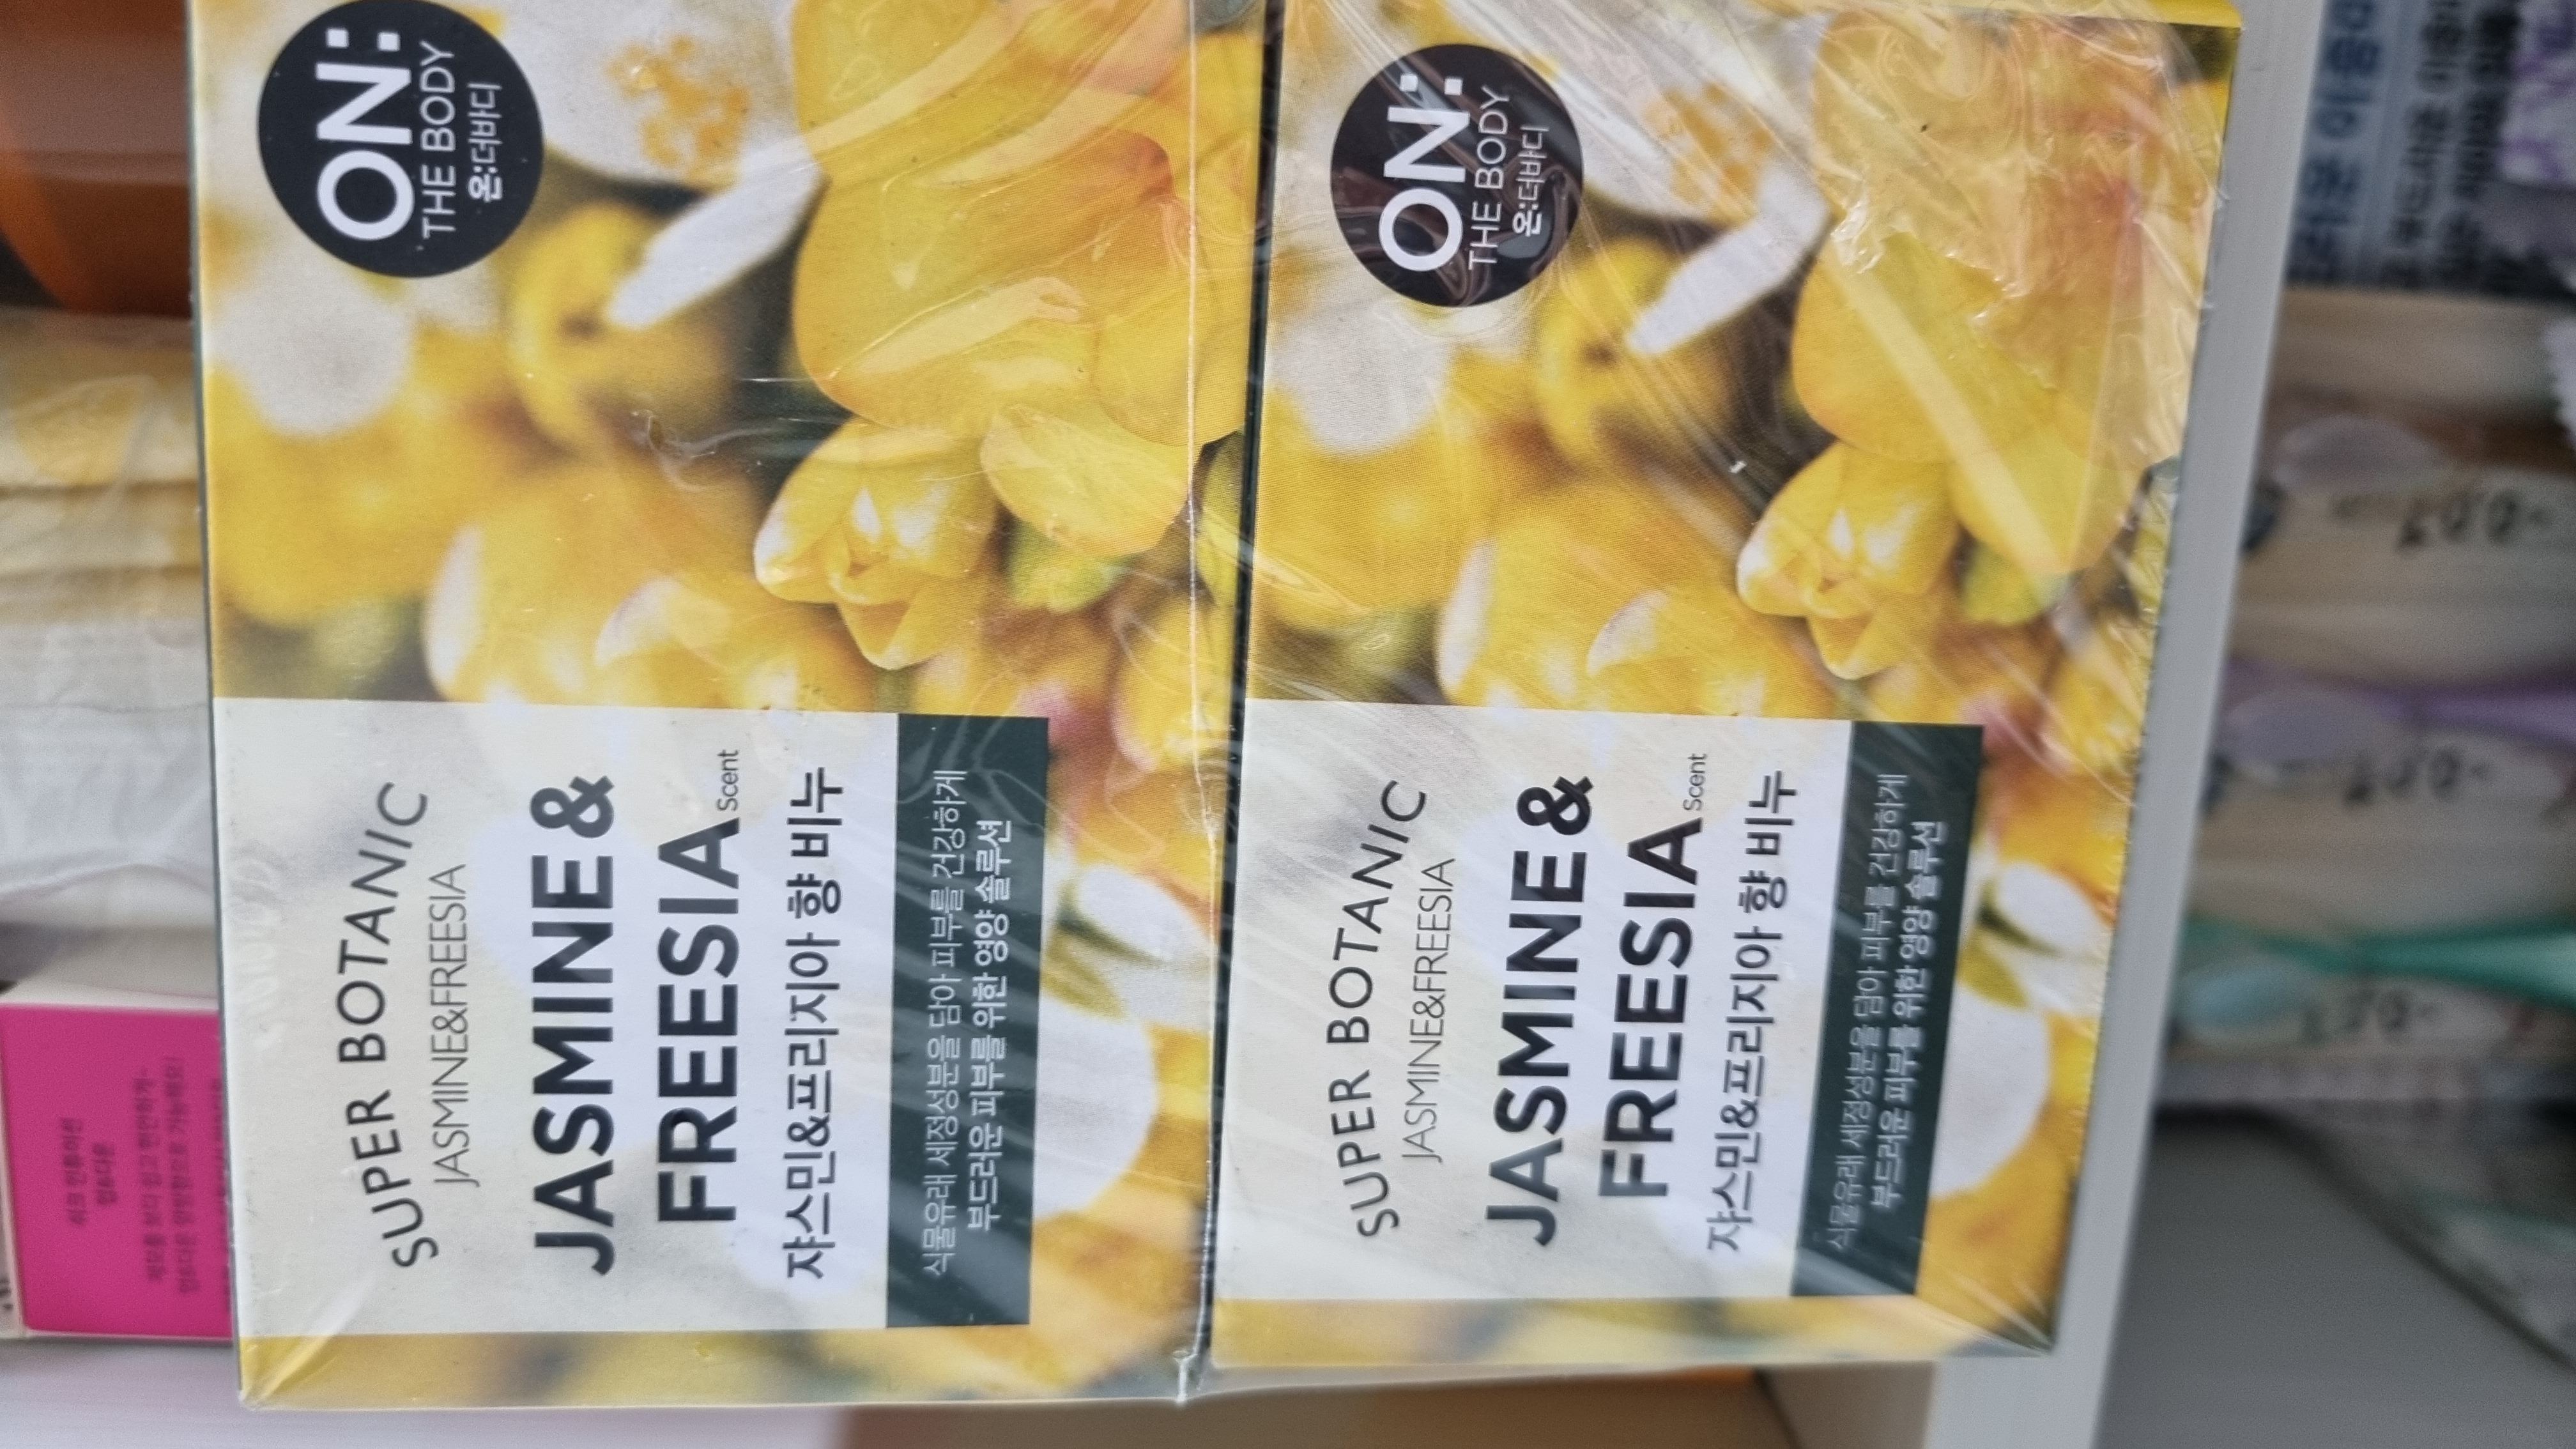 ON:
THE BODY
온:더바디
SUPER BOTANIC
JASMINE&FREESIA
JASMINE &
FREESIA Scent
쟈스민&프리지아 향 비누
식물유래 세정성분을 담아 피부를 건강하게
부드러운 피부를 위한 영양 솔루션
ON:
THE BODY
온:더바디
SUPER BOTANIC
JASMINE&FREESIA
JASMINE &
FREESIA Scent
쟈스민&프리지아 향 비누
식물유래 세정성분을 담아 피부를 건강하게
부드러운 피부를 위한 영양 솔루션